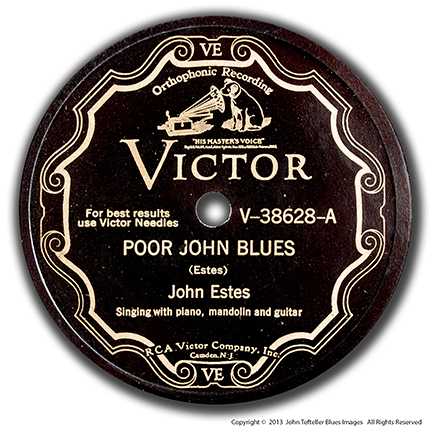 VE
Orthophonic Recording
"HIS MASTER'S VOICE"
VICTOR
For best results
use Victor Needles
V-38628-A
POOR JOHN BLUES
(Estes)
John Estes
Singing with piano, mandolin and guitar
RCA Victor Company, Inc.
Camden, N.J.
VE
Copyright © 2013 John Tefteller Blues Images All Rights Reserved